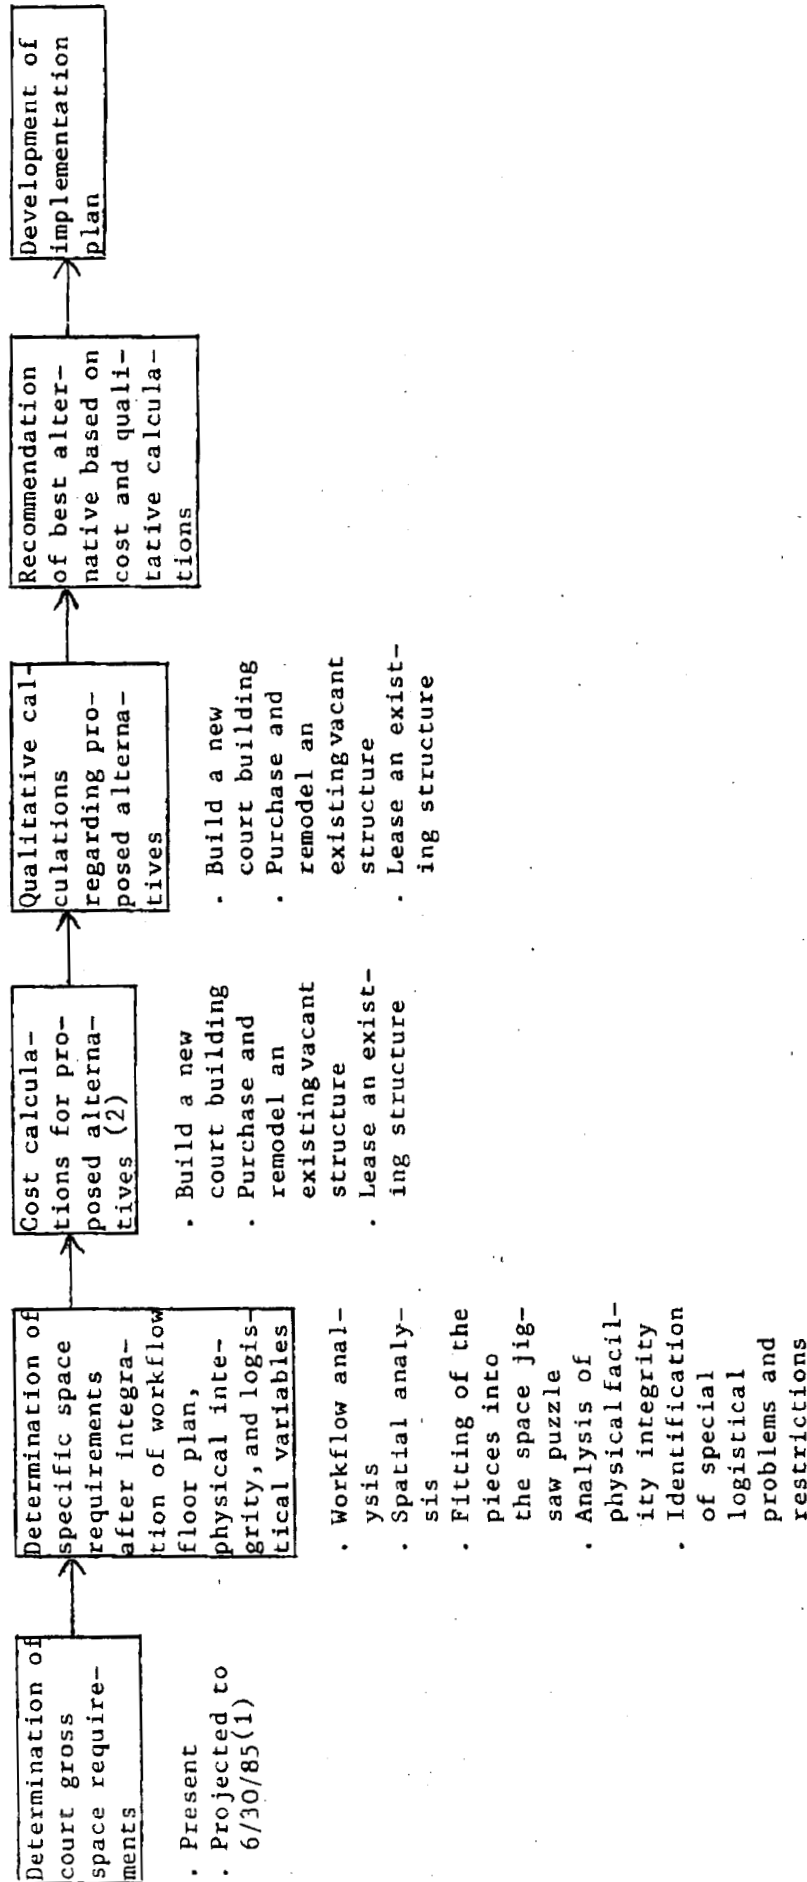 Determination of
court gross
space require-
ments
. Present
. Projected to
6/30/85(1)
Determination of
specific space
requirements
after integra-
tion of workflow
floor plan,
physical inte-
grity, and logis-
tical variables
. Workflow anal-
ysis
. Spatial analy-
sis
. Fitting of the
pieces into
the space jig-
saw puzzle
. Analysis of
physical facil-
ity integrity
. Identification
of special
logistical
problems and
restrictions
Cost calcula-
tions for pro-
posed alterna-
tives (2)
. Build a new
court building
. Purchase and
remodel an
existing vacant
structure
. Lease an exist-
ing structure
Qualitative cal-
culations
regarding pro-
posed alterna-
tives
. Build a new
court building
. Purchase and
remodel an
existing vacant
structure
. Lease an exist-
ing structure
Recommendation
of best alter-
native based on
cost and quali-
tative calcula-
tions
Development of
implementation
plan